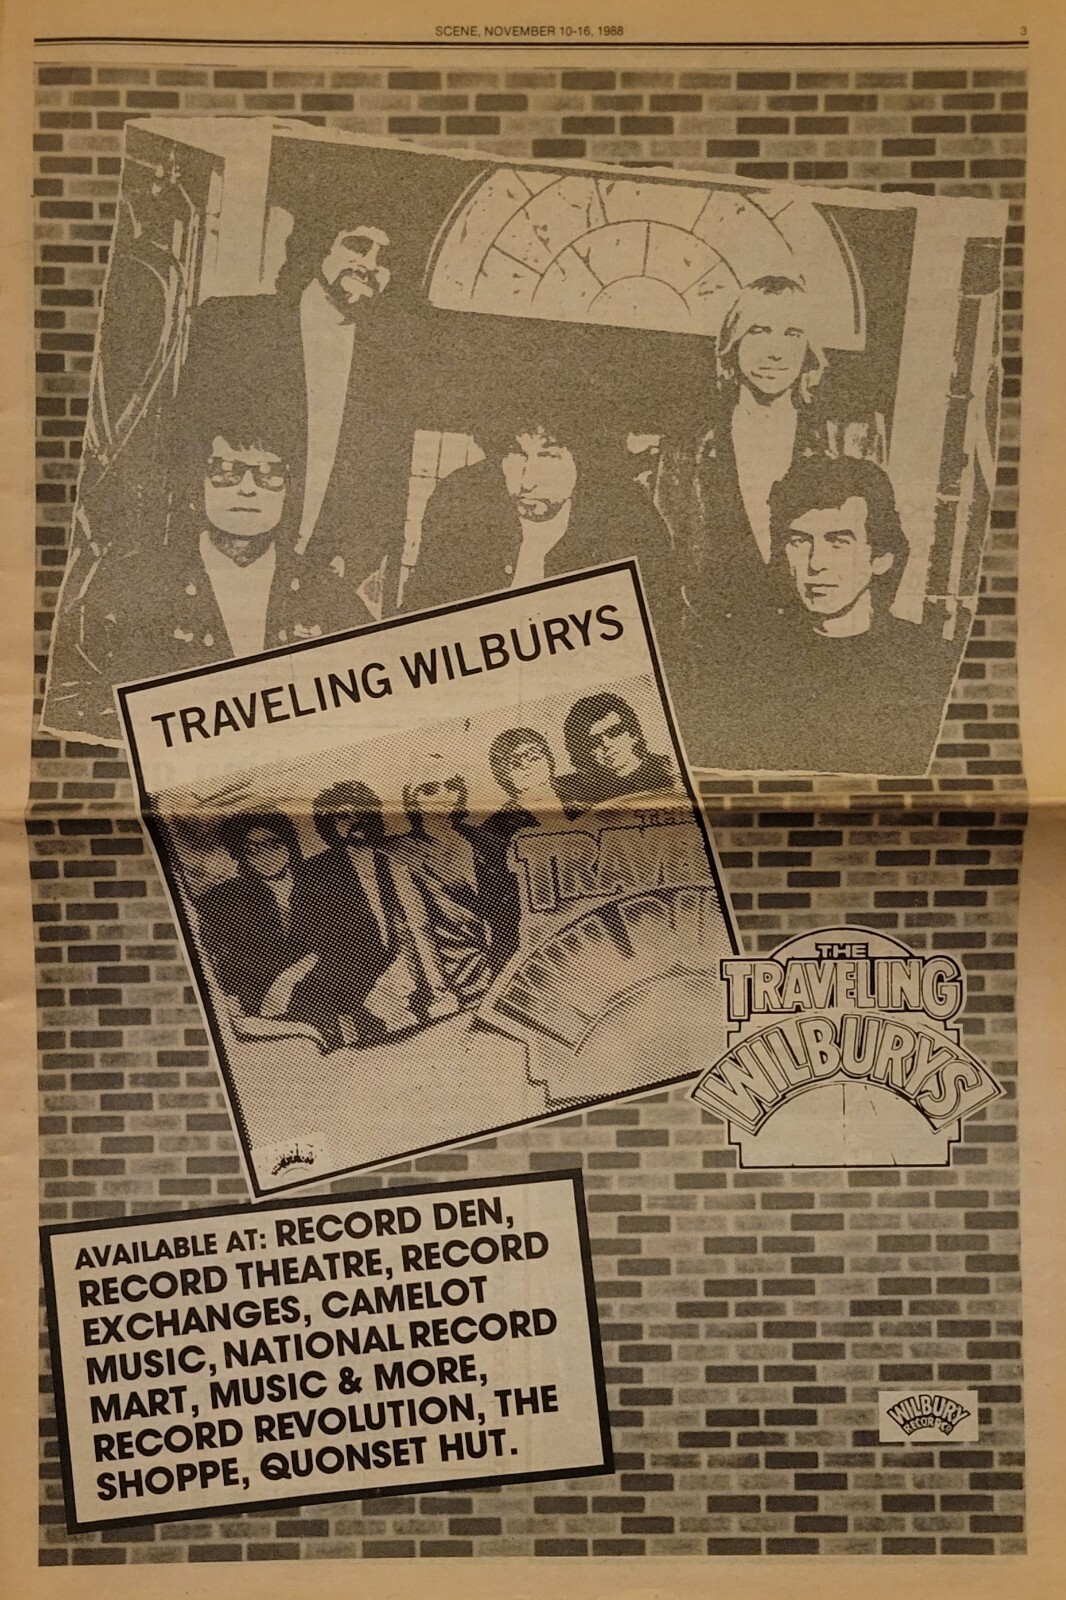 SCENE, NOVEMBER 10-16, 1988
3
TRAVELING WILBURYS
TRAVE
THE
TRAVELING
WILBURYS
AVAILABLE AT: RECORD DEN,
RECORD THEATRE, RECORD
EXCHANGES, CAMELOT
MUSIC, NATIONAL RECORD
MART, MUSIC & MORE,
RECORD REVOLUTION, THE
SHOPPE, QUONSET HUT.
WILBURY
RECORD CO